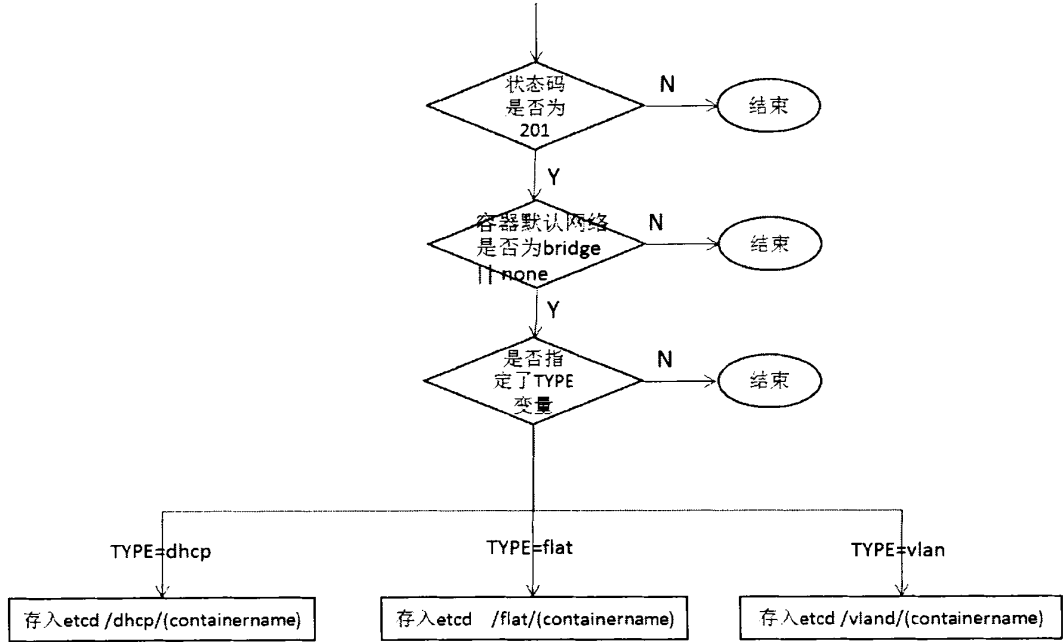 状态码
是否为
201
N
结束
Y
容器默认网络
是否为bridge
|| none
N
结束
Y
是否指
定了TYPE
变量
N
结束
TYPE=dhcp
TYPE=flat
TYPE=vlan
存入etcd /dhcp/(containername)
存入etcd /flat/(containername)
存入etcd /vland/(containername)